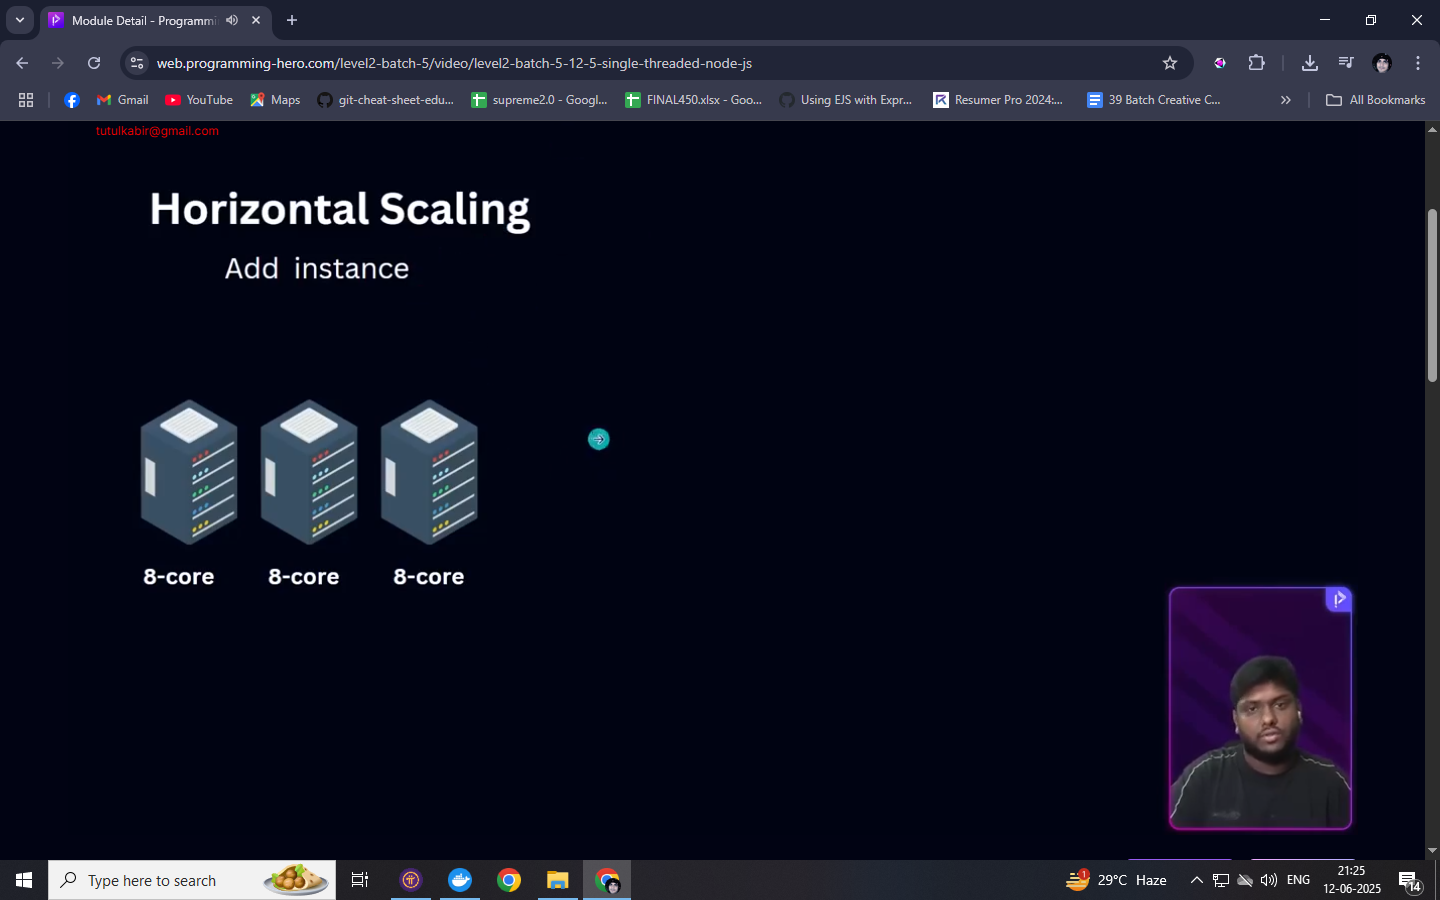 Module Detail - Programmi
web.programming-hero.com/level2-batch-5/video/level2-batch-5-12-5-single-threaded-node-js
Gmail
YouTube
Maps
git-cheat-sheet-edu...
supreme2.0 - Googl...
FINAL450.xlsx - Goo...
Using EJS with Expr...
Resumer Pro 2024:...
39 Batch Creative C...
All Bookmarks
tutulkabir@gmail.com
Horizontal Scaling
Add instance
8-core 8-core 8-core
Type here to search
1
29°C Haze
ENG
21:25
12-06-2025
14